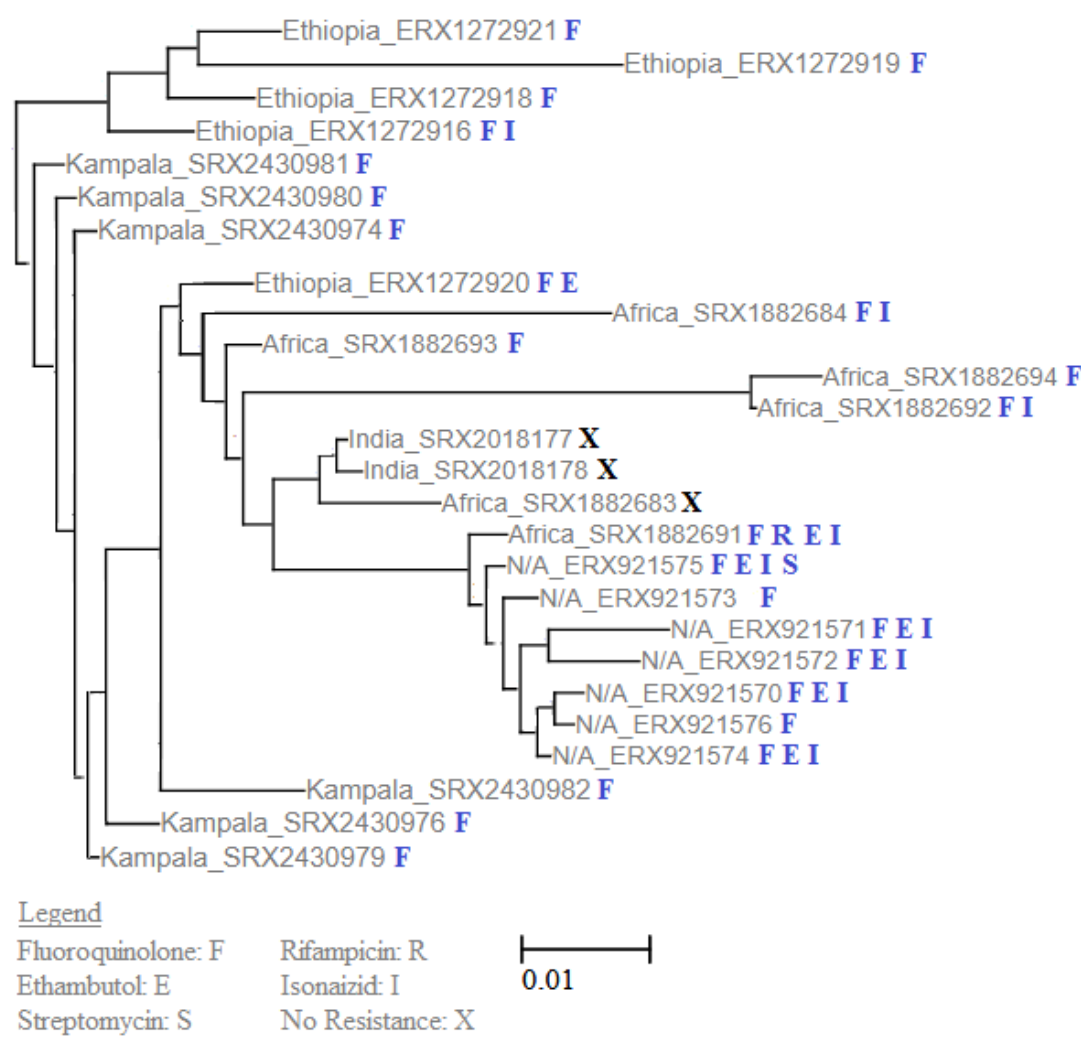 Ethiopia_ERX1272921 F
Ethiopia_ERX1272919 F
Ethiopia_ERX1272918 F
Ethiopia_ERX1272916 F I
Kampala_SRX2430981 F
Kampala_SRX2430980 F
Kampala_SRX2430974 F
Ethiopia_ERX1272920 F E
Africa_SRX1882684 F I
Africa_SRX1882693 F
Africa_SRX1882694 F
Africa_SRX1882692 F I
India_SRX2018177 X
India_SRX2018178 X
Africa_SRX1882683 X
Africa_SRX1882691 F R E I
N/A_ERX921575 F E I S
N/A_ERX921573 F
N/A_ERX921571 F E I
N/A_ERX921572 F E I
N/A_ERX921570 F E I
N/A_ERX921576 F
N/A_ERX921574 F E I
Kampala_SRX2430982 F
Kampala_SRX2430976 F
Kampala_SRX2430979 F
Legend
Fluoroquinolone: F Rifampicin: R
Ethambutol: E Isonaizid: I
Streptomycin: S No Resistance: X
0.01